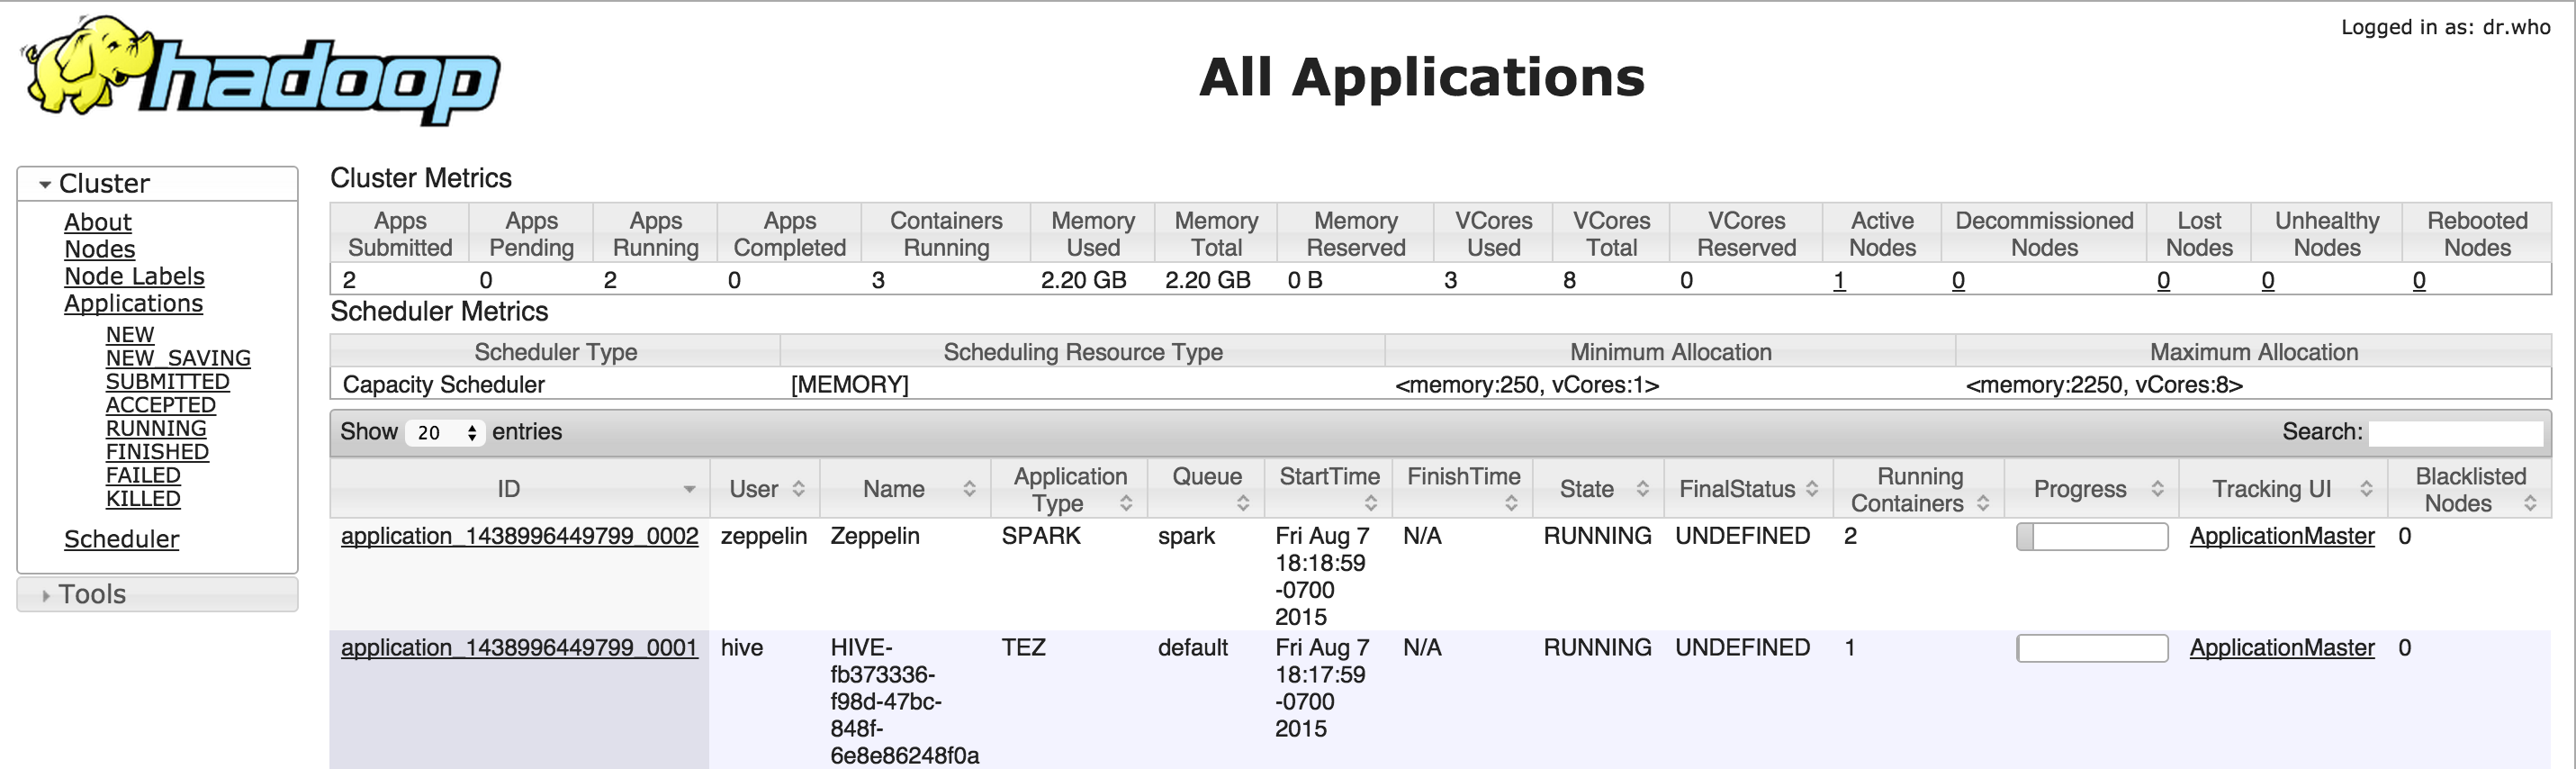 hadoop
Logged in as: dr.who
All Applications
Cluster
About
Nodes
Node Labels
Applications
NEW
NEW_SAVING
SUBMITTED
ACCEPTED
RUNNING
FINISHED
FAILED
KILLED
Scheduler
Tools
Cluster Metrics
Apps Submitted Apps Pending Apps Running Apps Completed Containers Running Memory Used Memory Total Memory Reserved VCores Used VCores Total VCores Reserved Active Nodes Decommissioned Nodes Lost Nodes Unhealthy Nodes Rebooted Nodes
2 0 2 0 3 2.20 GB 2.20 GB 0 B 3 8 0 1 0 0 0 0
Scheduler Metrics
Scheduler Type Scheduling Resource Type Minimum Allocation Maximum Allocation
Capacity Scheduler [MEMORY] <memory:250, vCores:1> <memory:2250, vCores:8>
Show 20 entries Search:
ID User Name Application Type Queue StartTime FinishTime State FinalStatus Running Containers Progress Tracking UI Blacklisted Nodes
application_1438996449799_0002 zeppelin Zeppelin SPARK spark Fri Aug 7 N/A RUNNING UNDEFINED 2 ApplicationMaster 0
18:18:59
-0700
2015
application_1438996449799_0001 hive HIVE- TEZ default Fri Aug 7 N/A RUNNING UNDEFINED 1 ApplicationMaster 0
fb373336- 18:17:59
f98d-47bc- -0700
848f- 2015
6e8e86248f0a